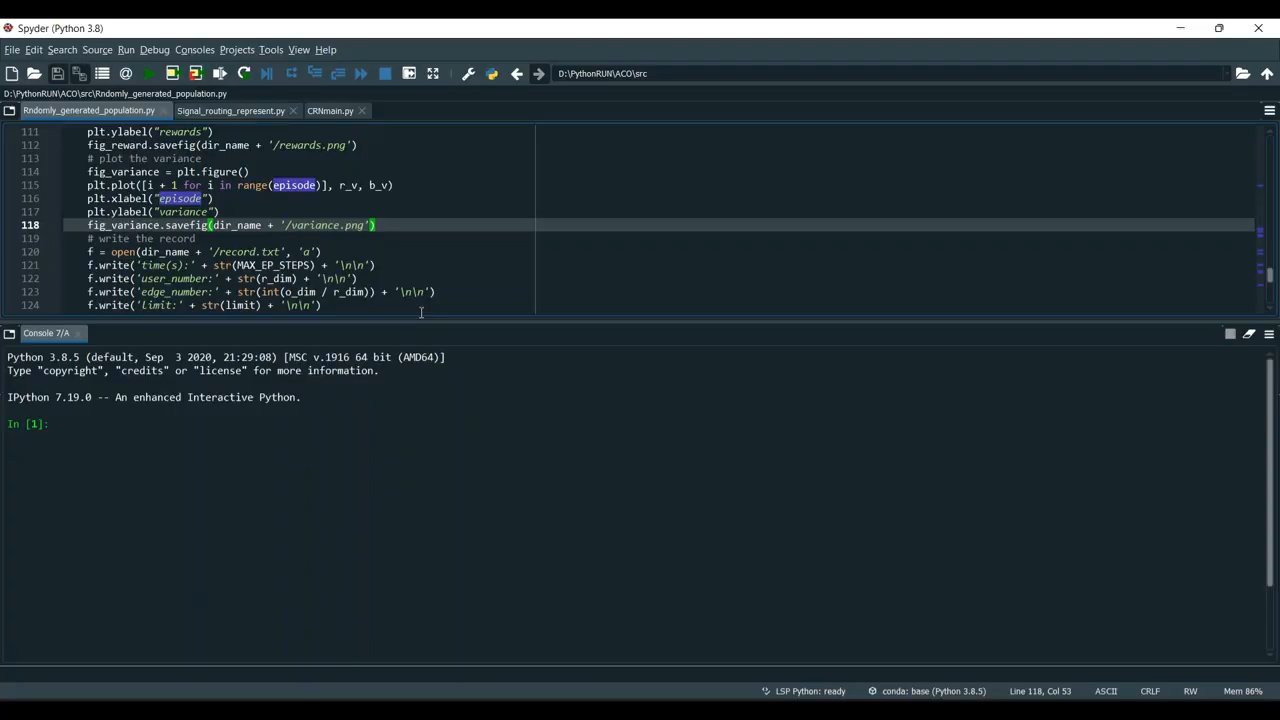 Spyder (Python 3.8)
File Edit Search Source Run Debug Consoles Projects Tools View Help
D:\PythonRUN\ACO\src
D:\PythonRUN\ACO\src\Rndomly_generated_population.py
Rndomly_generated_population.py Signal_routing_represent.py CRNmain.py
111 plt.ylabel("rewards")
112 fig_reward.savefig(dir_name + '/rewards.png')
113 # plot the variance
114 fig_variance = plt.figure()
115 plt.plot([i + 1 for i in range(episode)], r_v, b_v)
116 plt.xlabel("episode")
117 plt.ylabel("variance")
118 fig_variance.savefig(dir_name + '/variance.png')
119 # write the record
120 f = open(dir_name + '/record.txt', 'a')
121 f.write('time(s):' + str(MAX_EP_STEPS) + '\n\n')
122 f.write('user_number:' + str(r_dim) + '\n\n')
123 f.write('edge_number:' + str(int(o_dim / r_dim)) + '\n\n')
124 f.write('limit:' + str(limit) + '\n\n')
Console 7/A
Python 3.8.5 (default, Sep 3 2020, 21:29:08) [MSC v.1916 64 bit (AMD64)]
Type "copyright", "credits" or "license" for more information.
IPython 7.19.0 -- An enhanced Interactive Python.
In [1]:
LSP Python: ready conda: base (Python 3.8.5) Line 118, Col 53 ASCII CRLF RW Mem 86%